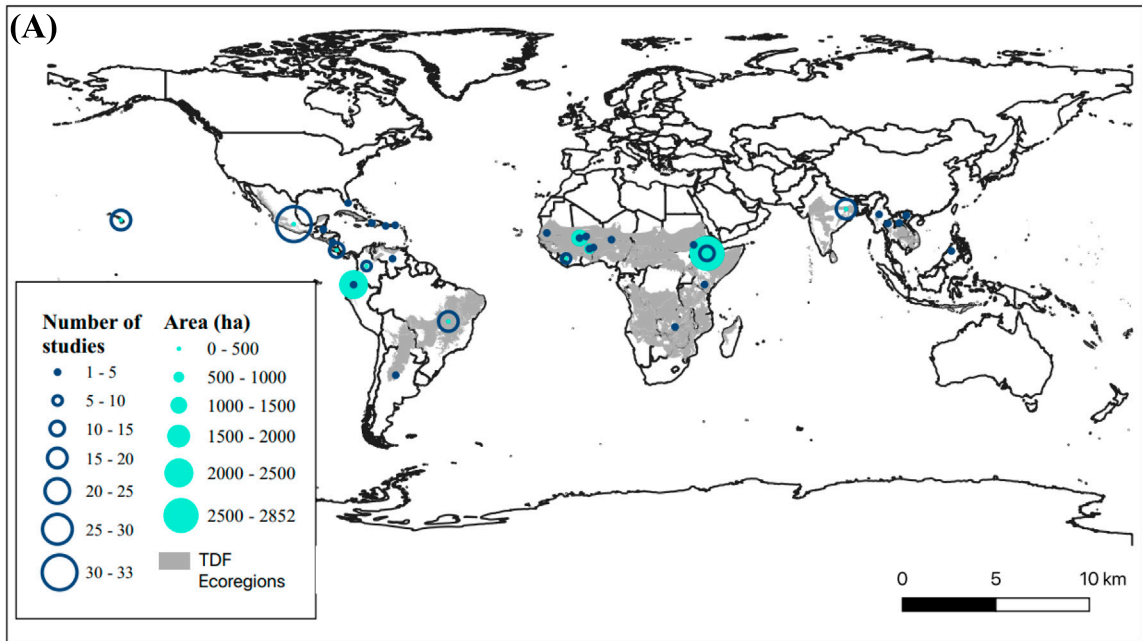 (A)
Number of
studies
1 - 5
5 - 10
10 - 15
15 - 20
20 - 25
25 - 30
30 - 33
Area (ha)
0 - 500
500 - 1000
1000 - 1500
1500 - 2000
2000 - 2500
2500 - 2852
TDF
Ecoregions
0 5 10 km